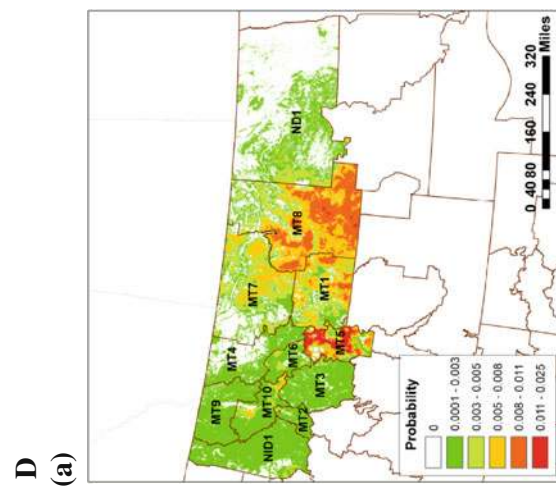 D
(a)
MT9
MT4
MT7
NID1
MT10
MT6
MT8
ND1
MT2
MT3
MT5
MT1
Probability
0
0.0001 - 0.003
0.003 - 0.005
0.005 - 0.008
0.008 - 0.011
0.011 - 0.025
0 40 80 160 240 320
Miles